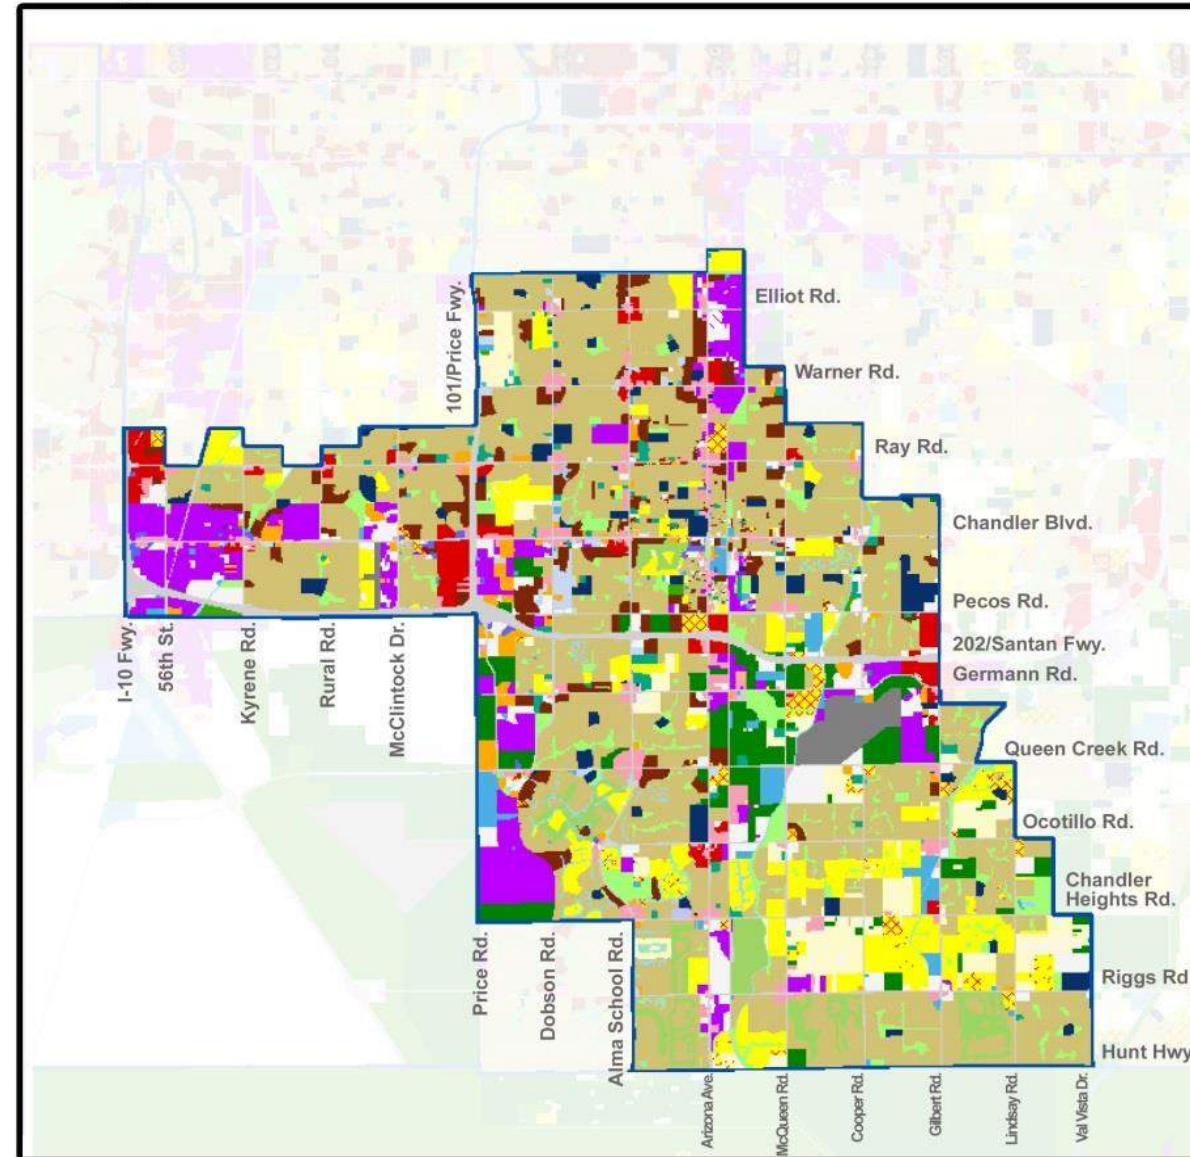 Elliot Rd.
101/Price Fwy.
Warner Rd.
Ray Rd.
Chandler Blvd.
Pecos Rd.
202/Santan Fwy.
Germann Rd.
I-10 Fwy.
56th St.
Kyrene Rd.
Rural Rd.
McClintock Dr.
Queen Creek Rd.
Ocotillo Rd.
Chandler
Heights Rd.
Price Rd.
Dobson Rd.
Alma School Rd.
Riggs Rd
Hunt Hwy
Arizona Ave.
McQueen Rd.
Cooper Rd.
Gilbert Rd.
Lindsay Rd.
Val Vista Dr.